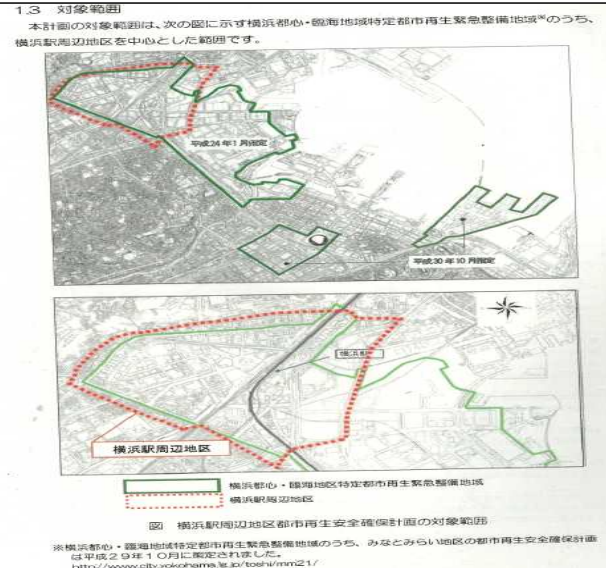 1.3 対象範囲
本計画の対象範囲は、次の図に示す横浜都心・臨海地域特定都市再生緊急整備地域※のうち、
横浜駅周辺地区を中心とした範囲です。
平成24年1月指定
平成30年10月指定
横浜駅
横浜駅周辺地区
横浜都心・臨海地区特定都市再生緊急整備地域
横浜駅周辺地区
図 横浜駅周辺地区都市再生安全確保計画の対象範囲
※横浜都心・臨海地域特定都市再生緊急整備地域のうち、みなとみらい地区の都市再生安全確保計画
は平成29年10月に策定されました。
http://www.city.yokohama.lg.jp/toshi/mm21/